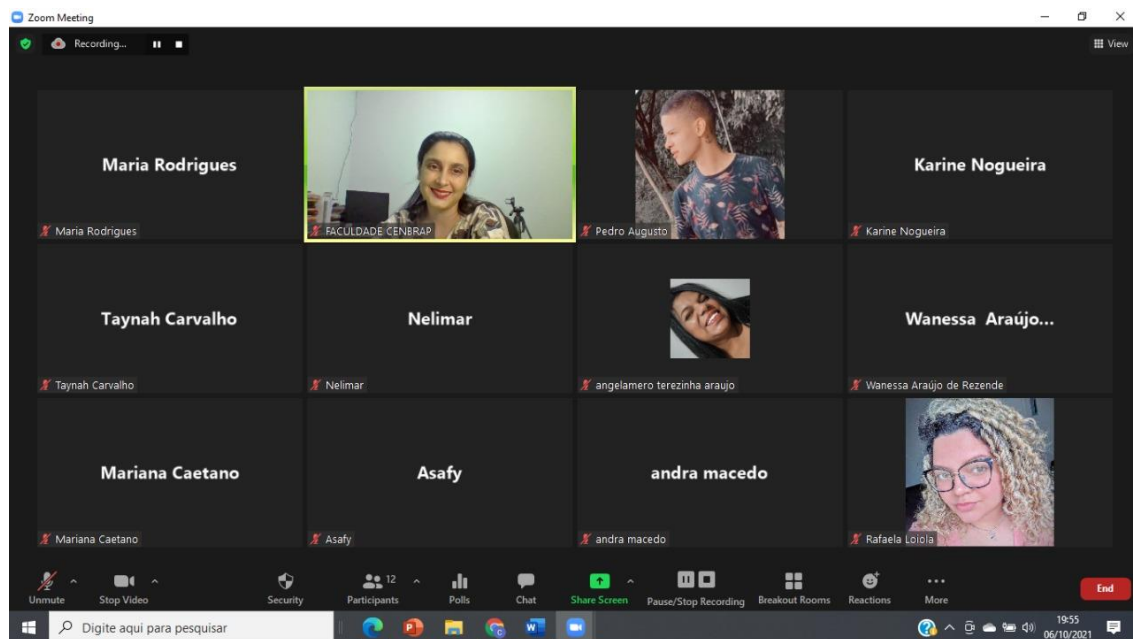 Zoom Meeting
Recording...
View
Maria Rodrigues
Karine Nogueira
Maria Rodrigues
FACULDADE CENBRAP
Pedro Augusto
Karine Nogueira
Taynah Carvalho
Nelimar
Wanessa Araújo...
Taynah Carvalho
Nelimar
angelamero terezinha araujo
Wanessa Araújo de Rezende
Mariana Caetano
Asafy
andra macedo
Mariana Caetano
Asafy
andra macedo
Rafaela Loiola
12
Unmute
Stop Video
Security
Participants
Polls
Chat
Share Screen
Pause/Stop Recording
Breakout Rooms
Reactions
More
End
Digite aqui para pesquisar
19:55
06/10/2021